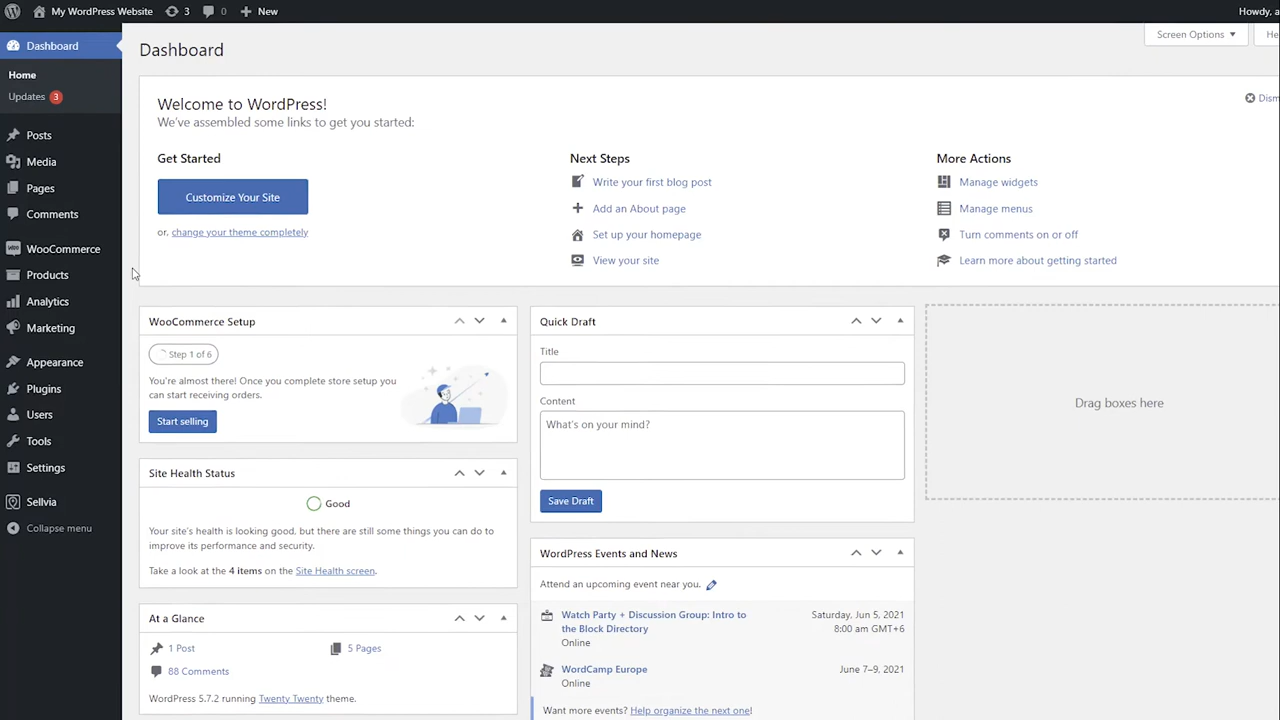 My WordPress Website 3 0 New Howdy, a
Dashboard
Home
Updates 3
Posts
Media
Pages
Comments
WooCommerce
Products
Analytics
Marketing
Appearance
Plugins
Users
Tools
Settings
Sellvia
Collapse menu
Screen Options
He
Dashboard
Welcome to WordPress!
We've assembled some links to get you started:
Dism
Get Started
Customize Your Site
or, change your theme completely
Next Steps
Write your first blog post
Add an About page
Set up your homepage
View your site
More Actions
Manage widgets
Manage menus
Turn comments on or off
Learn more about getting started
WooCommerce Setup
Step 1 of 6
You're almost there! Once you complete store setup you
can start receiving orders.
Start selling
Site Health Status
Good
Your site's health is looking good, but there are still some things you can do to
improve its performance and security.
Take a look at the 4 items on the Site Health screen.
At a Glance
1 Post
5 Pages
88 Comments
WordPress 5.7.2 running Twenty Twenty theme.
Quick Draft
Title
Content
What's on your mind?
Save Draft
WordPress Events and News
Attend an upcoming event near you.
Watch Party + Discussion Group: Intro to
the Block Directory
Online
Saturday, Jun 5, 2021
8:00 am GMT+6
WordCamp Europe
Online
June 7–9, 2021
Want more events? Help organize the next one!
Drag boxes here